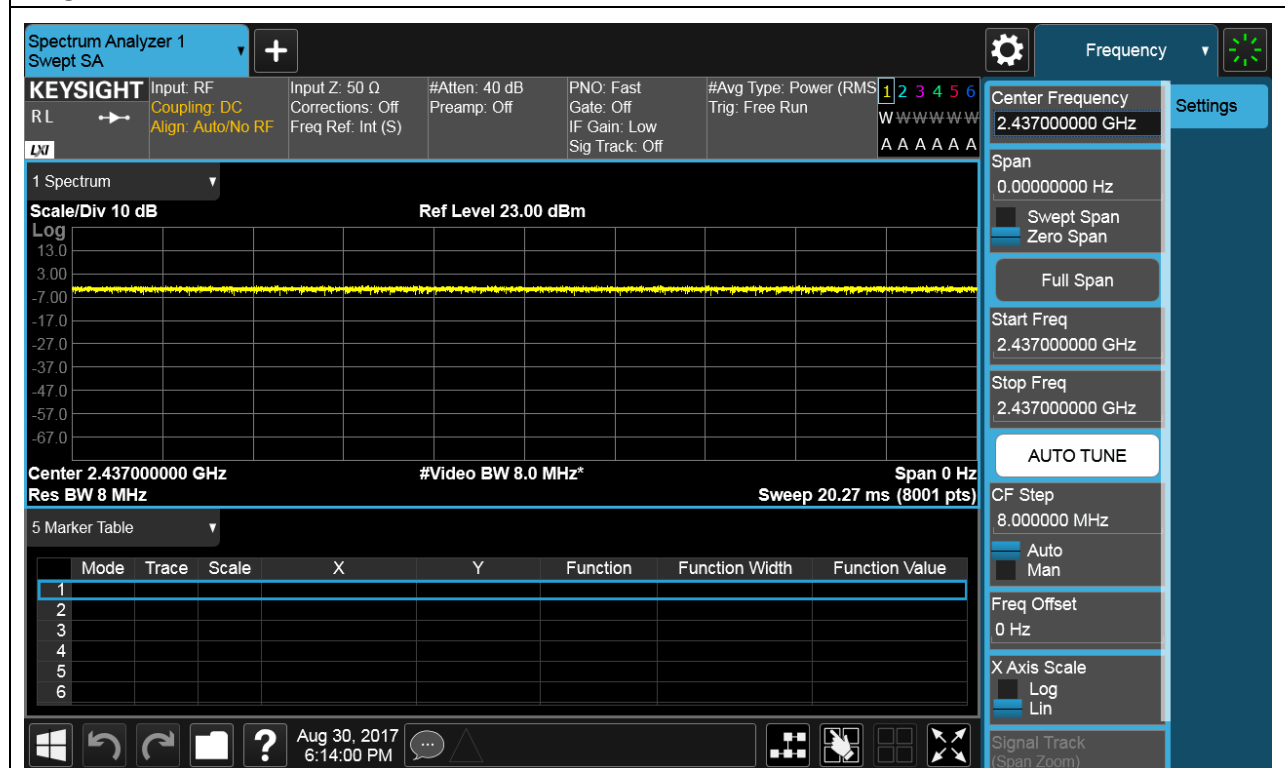 Spectrum Analyzer 1
Swept SA
Frequency
KEYSIGHT
RL
LXI
Input: RF
Coupling: DC
Align: Auto/No RF
Input Z: 50 Ω
Corrections: Off
Freq Ref: Int (S)
#Atten: 40 dB
Preamp: Off
PNO: Fast
Gate: Off
IF Gain: Low
Sig Track: Off
#Avg Type: Power (RMS
Trig: Free Run
1 2 3 4 5 6
W W W W W W
A A A A A A
1 Spectrum
Scale/Div 10 dB
Ref Level 23.00 dBm
Log
13.0
3.00
-7.00
-17.0
-27.0
-37.0
-47.0
-57.0
-67.0
Center 2.437000000 GHz
#Video BW 8.0 MHz*
Span 0 Hz
Res BW 8 MHz
Sweep 20.27 ms (8001 pts)
5 Marker Table
Mode Trace Scale X Y Function Function Width Function Value
1
2
3
4
5
6
Aug 30, 2017
6:14:00 PM
Center Frequency
2.437000000 GHz
Settings
Span
0.00000000 Hz
Swept Span
Zero Span
Full Span
Start Freq
2.437000000 GHz
Stop Freq
2.437000000 GHz
AUTO TUNE
CF Step
8.000000 MHz
Auto
Man
Freq Offset
0 Hz
X Axis Scale
Log
Lin
Signal Track
(Span Zoom)